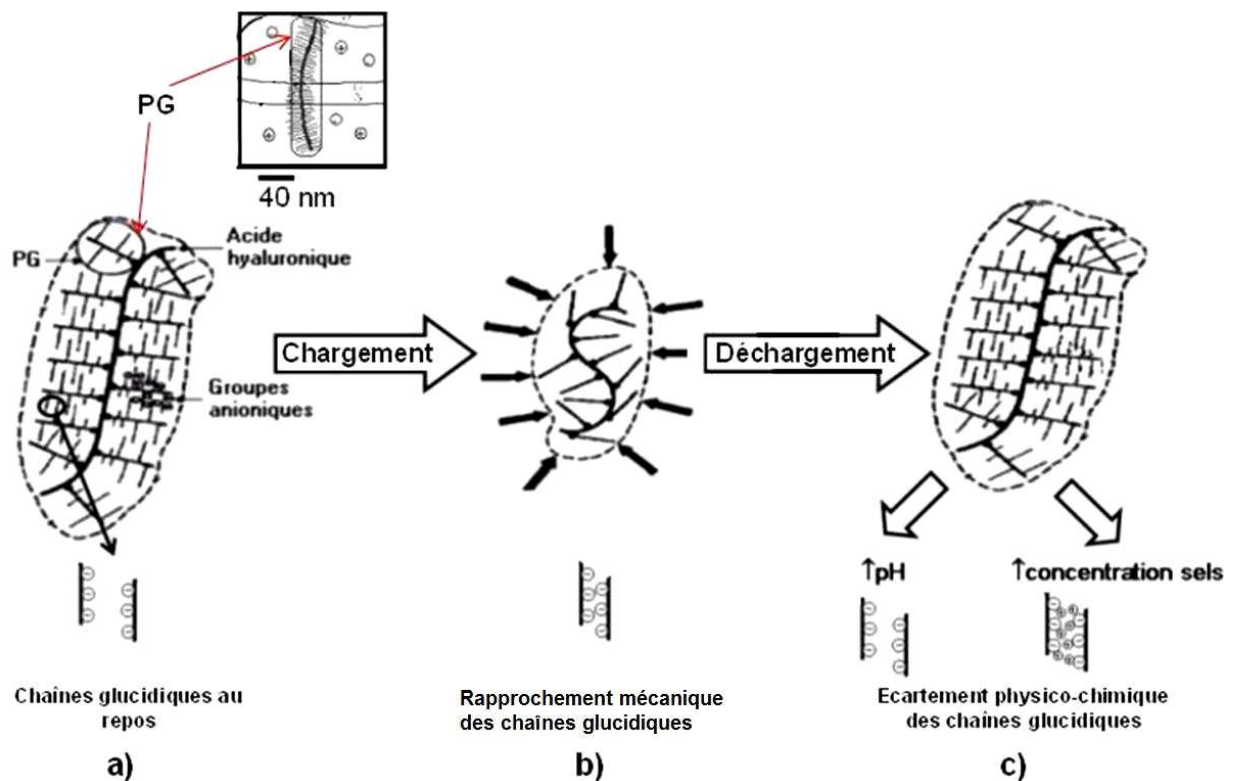 PG
40 nm
PG
Acide
hyaluronique
Groupes
anioniques
Chargement
Déchargement
↑pH
↑concentration sels
Chaînes glucidiques au
repos
Rapprochement mécanique
des chaînes glucidiques
Ecartement physico-chimique
des chaînes glucidiques
a)
b)
c)